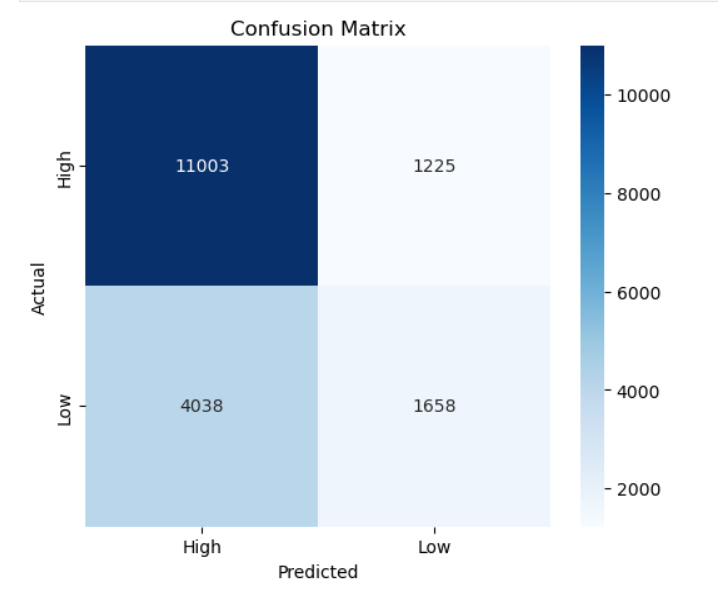 Confusion Matrix
High
11003
1225
10000
8000
Actual
6000
Low
4038
1658
4000
2000
High
Low
Predicted